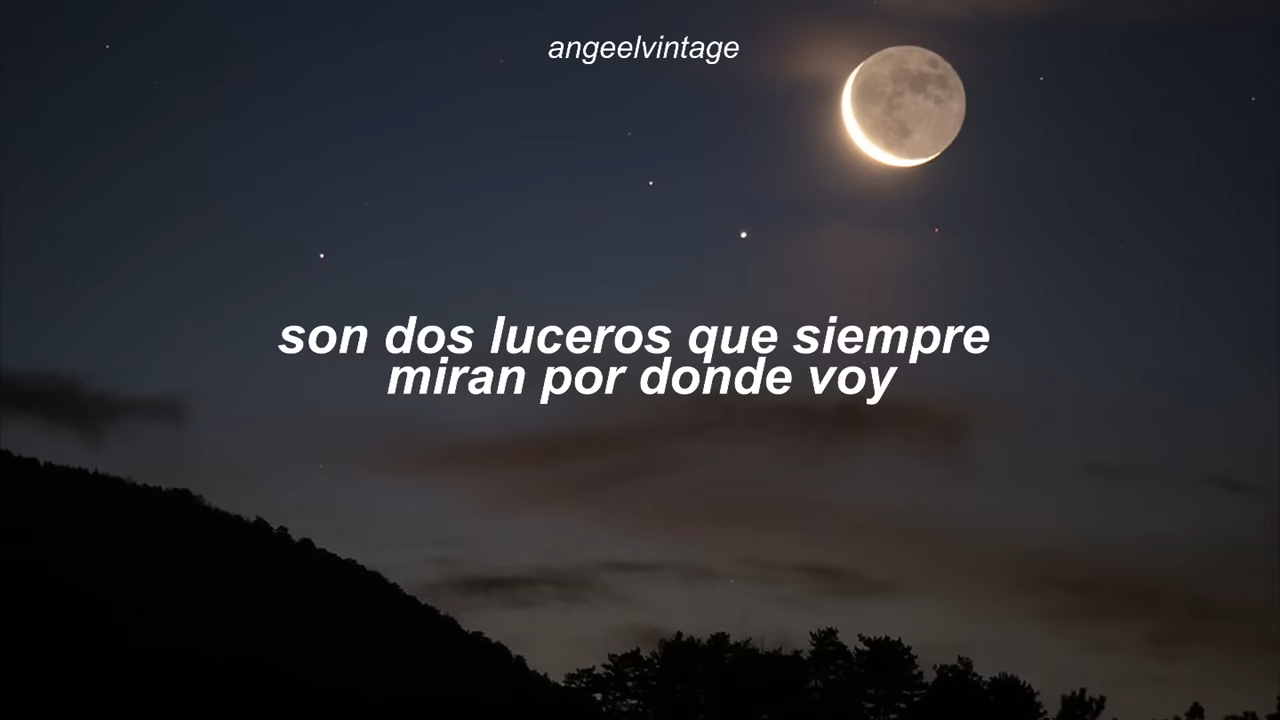 angeelvintage
son dos luceros que siempre
miran por donde voy